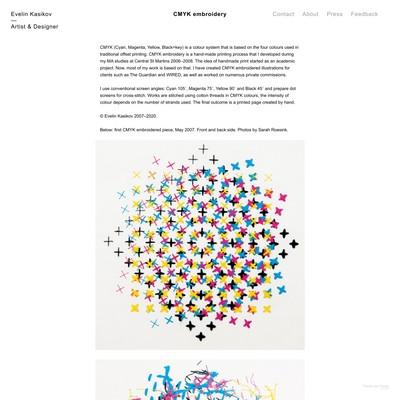 Evelin Kasikov
—
Artist & Designer
CMYK embroidery
Contact
About
Press
Feedback
CMYK (Cyan, Magenta, Yellow, Black=key) is a colour system that is based on the four colours used in
traditional offset printing. CMYK embroidery is a hand-made printing process that I developed during
my MA studies at Central St Martins 2006–2008. The idea of handmade print started as an academic
project. Now, most of my work is based on that. I have created CMYK embroidered illustrations for
clients such as The Guardian and WIRED, as well as worked on numerous private commissions.
I use conventional screen angles: Cyan 105˚, Magenta 75˚, Yellow 90˚ and Black 45˚ and prepare dot
screens for cross-stitch. Works are stitched using cotton threads in CMYK colours, the intensity of
colour depends on the number of strands used. The final outcome is a printed page created by hand.
© Evelin Kasikov 2007–2020.
Below: first CMYK embroidered piece, May 2007. Front and back side. Photos by Sarah Rowsink.